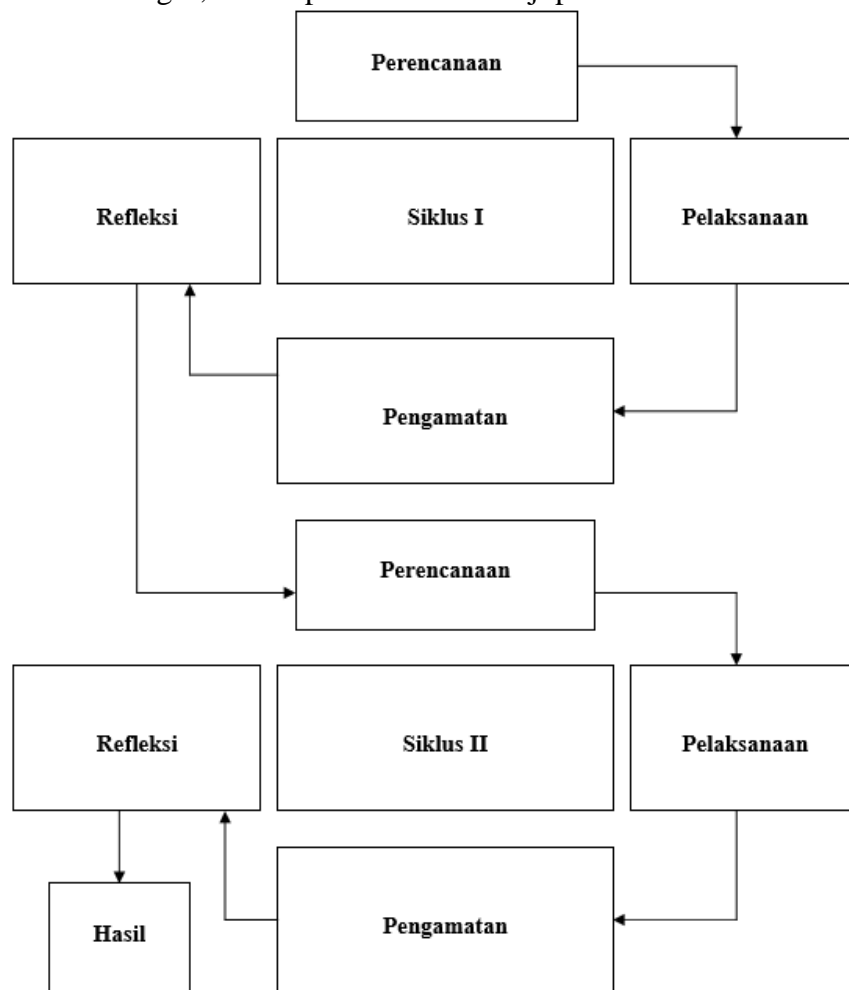 Perencanaan
Refleksi
Siklus I
Pelaksanaan
Pengamatan
Perencanaan
Refleksi
Siklus II
Pelaksanaan
Hasil
Pengamatan